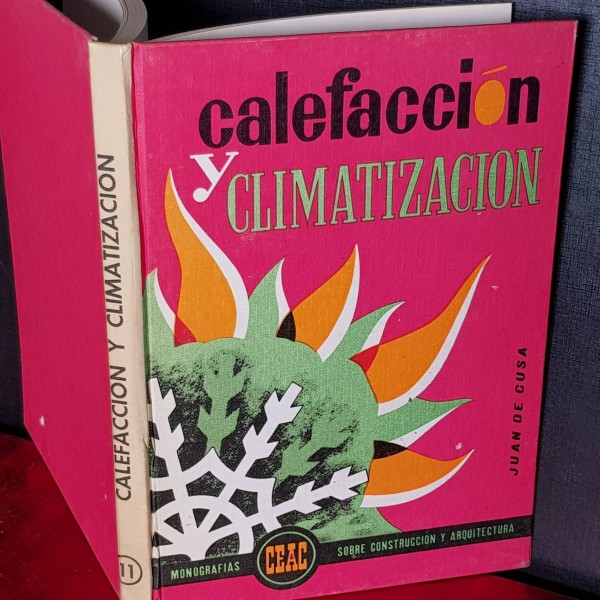 calefacción
y CLIMATIZACION
JUAN DE CUSA
MONOGRAFIAS CEAC SOBRE CONSTRUCCION Y ARQUITECTURA
CALEFACCION Y CLIMATIZACION
11